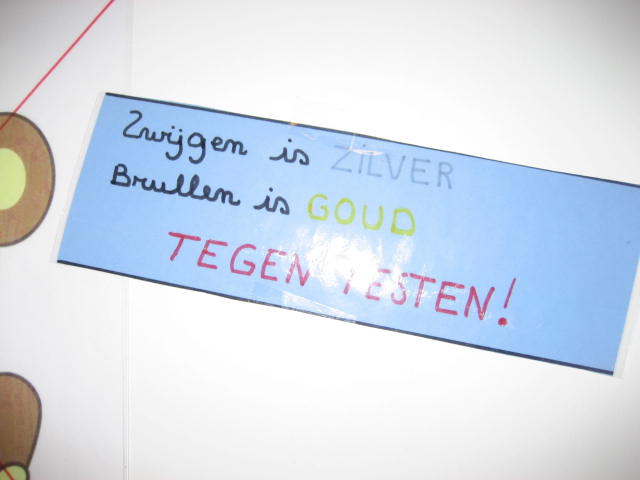 Zwijgen is ZILVER
Brullen is GOUD
TEGEN TESTEN!